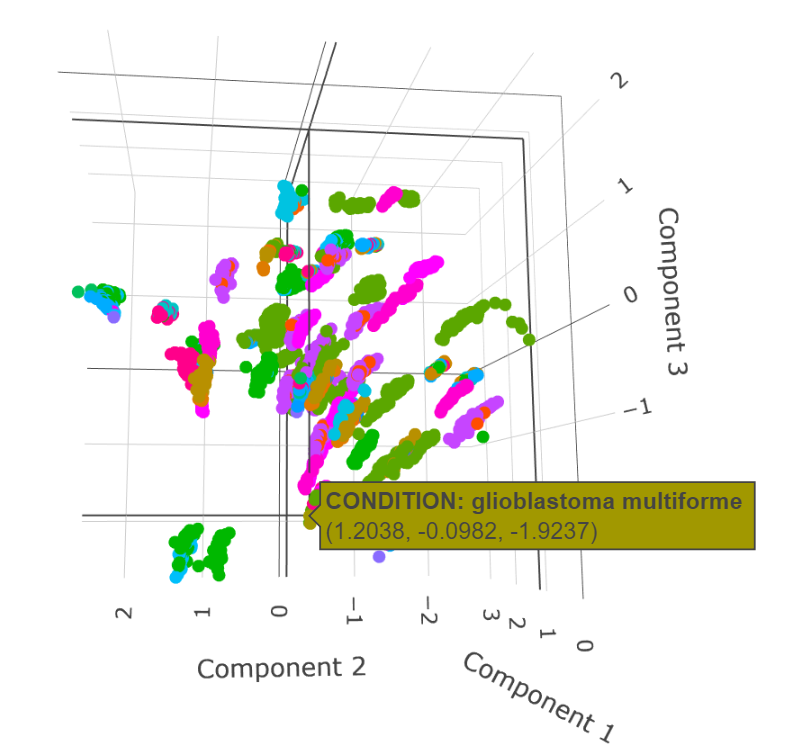 2
1
0
−1
Component 3
CONDITION: glioblastoma multiforme
(1.2038, -0.0982, -1.9237)
2
1
0
−1
−2
3
2
1
0
Component 2
Component 1